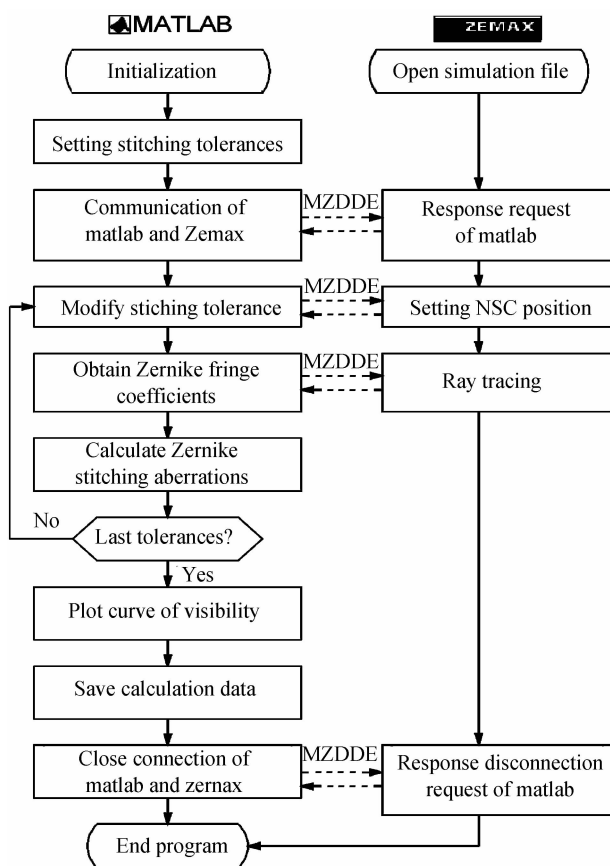 MATLAB
ZEMAX
Initialization
Open simulation file
Setting stitching tolerances
Communication of
matlab and Zemax
MZDDE
Response request
of matlab
Modify stiching tolerance
MZDDE
Setting NSC position
Obtain Zernike fringe
coefficients
MZDDE
Ray tracing
Calculate Zernike
stitching aberrations
No
Last tolerances?
Yes
Plot curve of visibility
Save calculation data
Close connection of
matlab and zernax
MZDDE
Response disconnection
request of matlab
End program